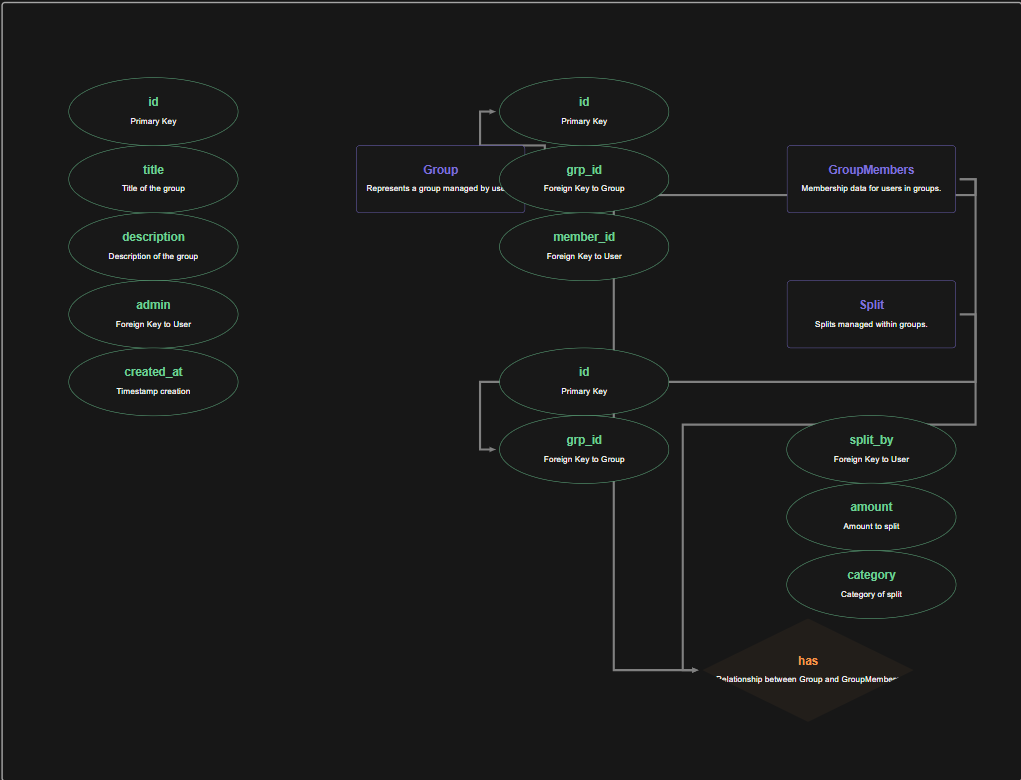 id
Primary Key
title
Title of the group
description
Description of the group
admin
Foreign Key to User
created_at
Timestamp creation
Group
Represents a group managed by
id
Primary Key
grp_id
Foreign Key to Group
member_id
Foreign Key to User
id
Primary Key
grp_id
Foreign Key to Group
GroupMembers
Membership data for users in groups.
Split
Splits managed within groups.
split_by
Foreign Key to User
amount
Amount to split
category
Category of split
has
Relationship between Group and GroupMember